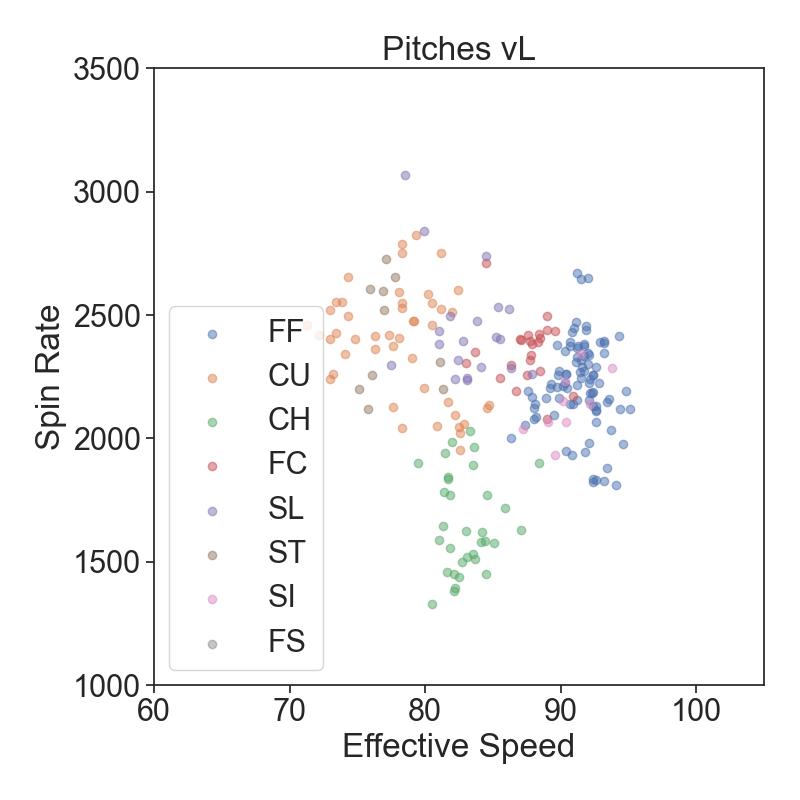 Pitches vL
3500
3000
2500
2000
1500
1000
Spin Rate
FF
CU
CH
FC
SL
ST
SI
FS
60 70 80 90 100
Effective Speed